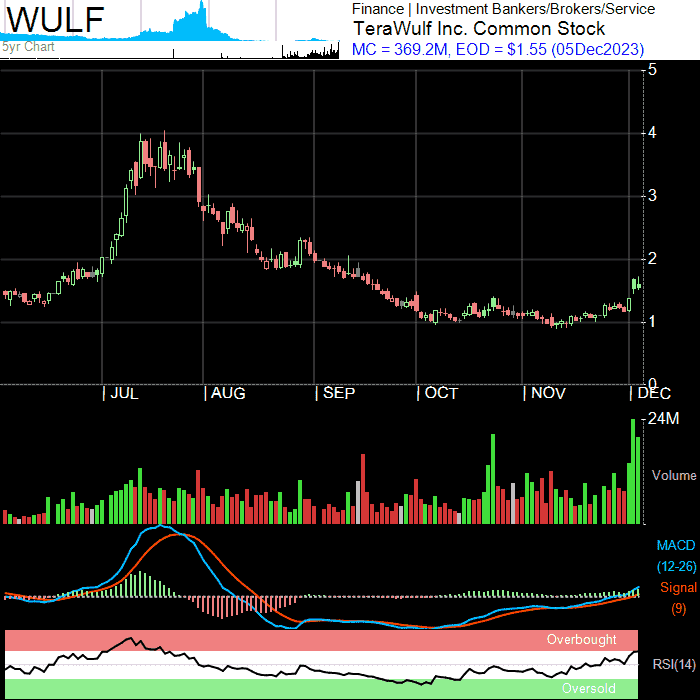 WULF
5yr Chart
Finance | Investment Bankers/Brokers/Service
TeraWulf Inc. Common Stock
MC = 369.2M, EOD = $1.55 (05Dec2023)
5
4
3
2
1
0
JUL AUG SEP OCT NOV DEC
24M
Volume
MACD
(12-26)
Signal
(9)
Overbought
RSI(14)
Oversold